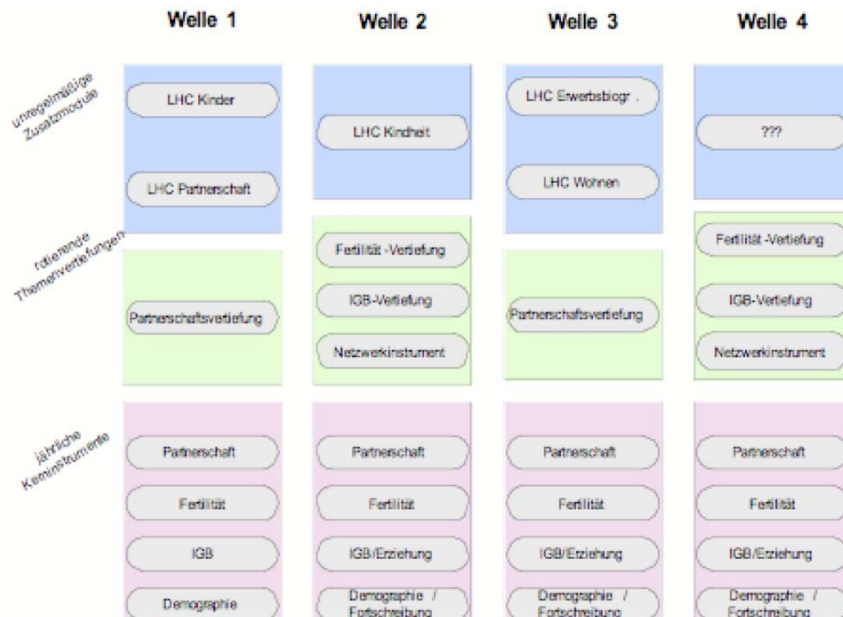 Welle 1
Welle 2
Welle 3
Welle 4
unregelmäßige
Zusatzmodule
LHC Kinder
LHC Partnerschaft
LHC Kindheit
LHC Erwerbsbiogr .
LHC Wohnen
???
rotierende
Themenvertiefungen
Partnerschaftsvertiefung
Fertilität -Vertiefung
IGB-Vertiefung
Netzwerkinstrument
Partnerschaftsvertiefung
Fertilität -Vertiefung
IGB-Vertiefung
Netzwerkinstrument
jährliche
Kerninstrumente
Partnerschaft
Fertilität
IGB
Demographie
Partnerschaft
Fertilität
IGB/Erziehung
Demographie /
Fortschreibung
Partnerschaft
Fertilität
IGB/Erziehung
Demographie /
Fortschreibung
Partnerschaft
Fertilität
IGB/Erziehung
Demographie /
Fortschreibung